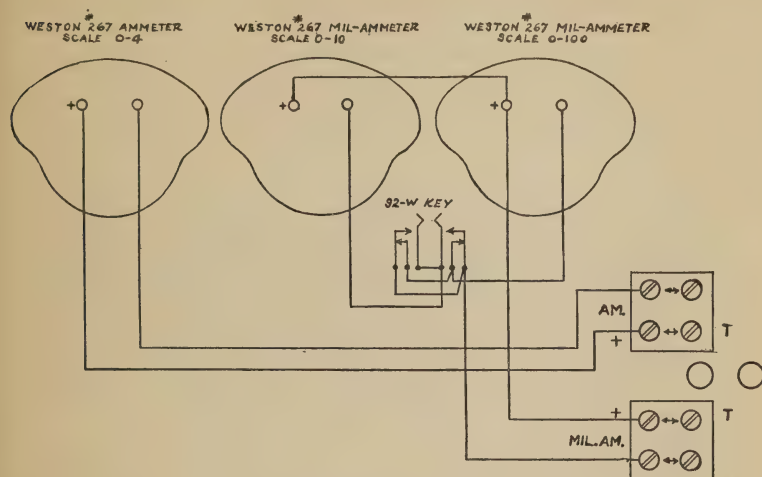 WESTON # 267 AMMETER
SCALE 0-4
WESTON # 267 MIL-AMMETER
SCALE 0-10
WESTON # 267 MIL-AMMETER
SCALE 0-100
+
+
+
92-W KEY
AM.
+
T
+
MIL.AM.
T